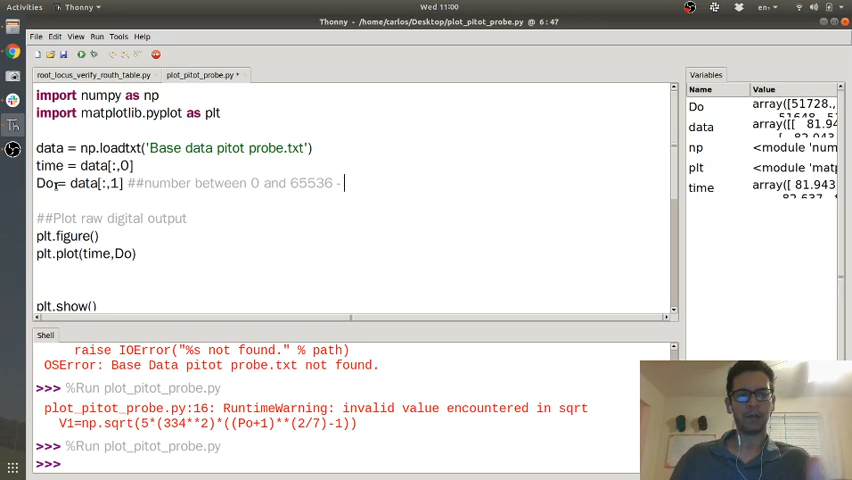 Activities
Thonny
Wed 11:00
en
Thonny - /home/carlos/Desktop/plot_pitot_probe.py @ 6:47
File Edit View Run Tools Help
root_locus_verify_routh_table.py
plot_pitot_probe.py *
import numpy as np
import matplotlib.pyplot as plt
data = np.loadtxt('Base data pitot probe.txt')
time = data[:,0]
Do = data[:,1] ##number between 0 and 65536 -
##Plot raw digital output
plt.figure()
plt.plot(time,Do)
plt.show()
Shell
raise IOError("%s not found." % path)
OSError: Base Data pitot probe.txt not found.
>>> %Run plot_pitot_probe.py
plot_pitot_probe.py:16: RuntimeWarning: invalid value encountered in sqrt
V1=np.sqrt(5*(334**2)*((Po+1)**(2/7)-1))
>>> %Run plot_pitot_probe.py
>>>
Variables
Name Value
Do array([51728.,
data array([[ 81.94
np <module 'num
plt <module 'matp
time array([ 81.943